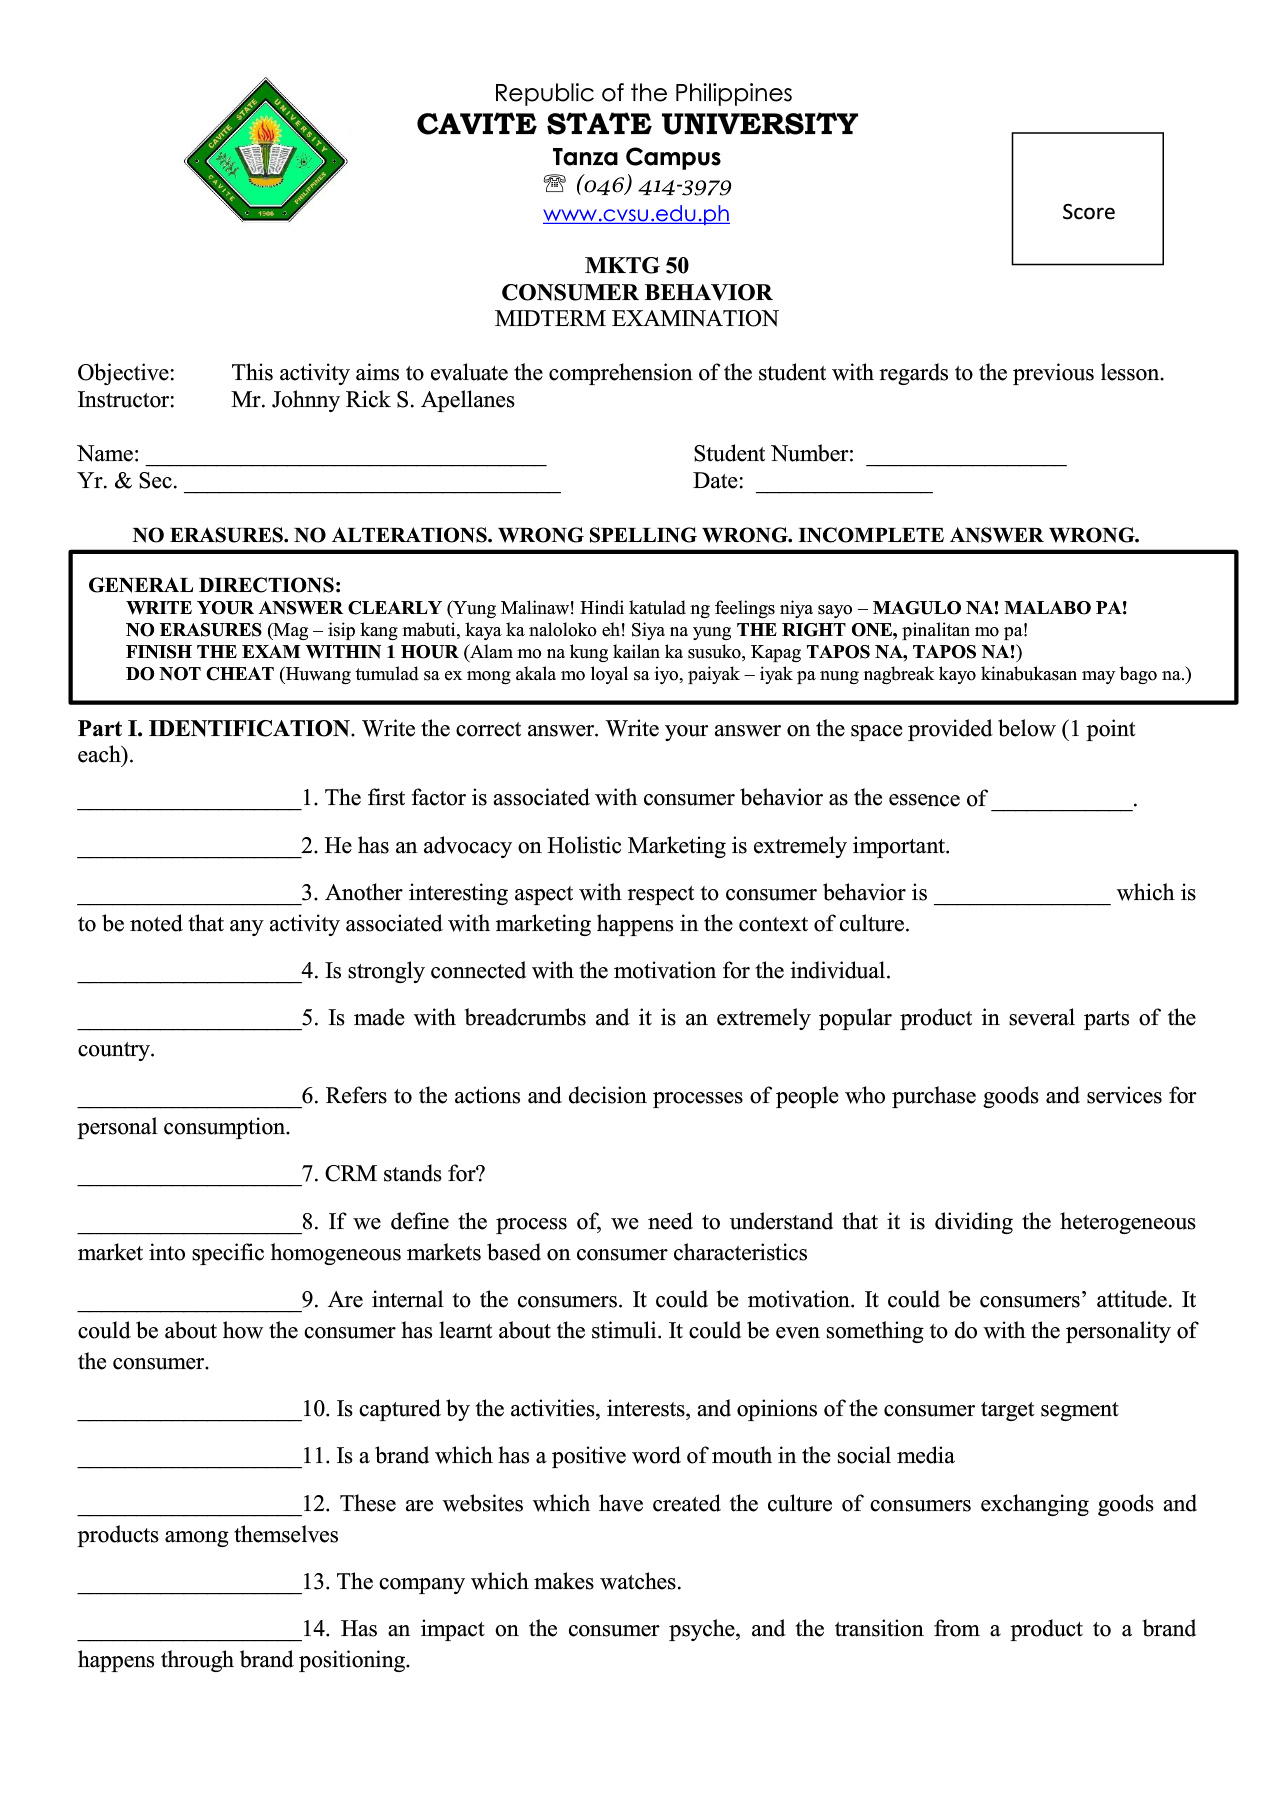 Republic of the Philippines
CAVITE STATE UNIVERSITY
Tanza Campus
☏ (046) 414-3979
www.cvsu.edu.ph
CAVITE STATE UNIVERSITY
CAVITE PHILIPPINES
1906
Score
MKTG 50
CONSUMER BEHAVIOR
MIDTERM EXAMINATION
Objective: This activity aims to evaluate the comprehension of the student with regards to the previous lesson.
Instructor: Mr. Johnny Rick S. Apellanes
Name: __________________________________ Student Number: _________________
Yr. & Sec. ________________________________ Date: _______________
NO ERASURES. NO ALTERATIONS. WRONG SPELLING WRONG. INCOMPLETE ANSWER WRONG.
GENERAL DIRECTIONS:
WRITE YOUR ANSWER CLEARLY (Yung Malinaw! Hindi katulad ng feelings niya sayo – MAGULO NA! MALABO PA!
NO ERASURES (Mag – isip kang mabuti, kaya ka naloloko eh! Siya na yung THE RIGHT ONE, pinalitan mo pa!
FINISH THE EXAM WITHIN 1 HOUR (Alam mo na kung kailan ka susuko, Kapag TAPOS NA, TAPOS NA!)
DO NOT CHEAT (Huwang tumulad sa ex mong akala mo loyal sa iyo, paiyak – iyak pa nung nagbreak kayo kinabukasan may bago na.)
Part I. IDENTIFICATION. Write the correct answer. Write your answer on the space provided below (1 point
each).
___________________1. The first factor is associated with consumer behavior as the essence of ____________.
___________________2. He has an advocacy on Holistic Marketing is extremely important.
___________________3. Another interesting aspect with respect to consumer behavior is _______________ which is
to be noted that any activity associated with marketing happens in the context of culture.
___________________4. Is strongly connected with the motivation for the individual.
___________________5. Is made with breadcrumbs and it is an extremely popular product in several parts of the
country.
___________________6. Refers to the actions and decision processes of people who purchase goods and services for
personal consumption.
___________________7. CRM stands for?
___________________8. If we define the process of, we need to understand that it is dividing the heterogeneous
market into specific homogeneous markets based on consumer characteristics
___________________9. Are internal to the consumers. It could be motivation. It could be consumers’ attitude. It
could be about how the consumer has learnt about the stimuli. It could be even something to do with the personality of
the consumer.
___________________10. Is captured by the activities, interests, and opinions of the consumer target segment
___________________11. Is a brand which has a positive word of mouth in the social media
___________________12. These are websites which have created the culture of consumers exchanging goods and
products among themselves
___________________13. The company which makes watches.
___________________14. Has an impact on the consumer psyche, and the transition from a product to a brand
happens through brand positioning.